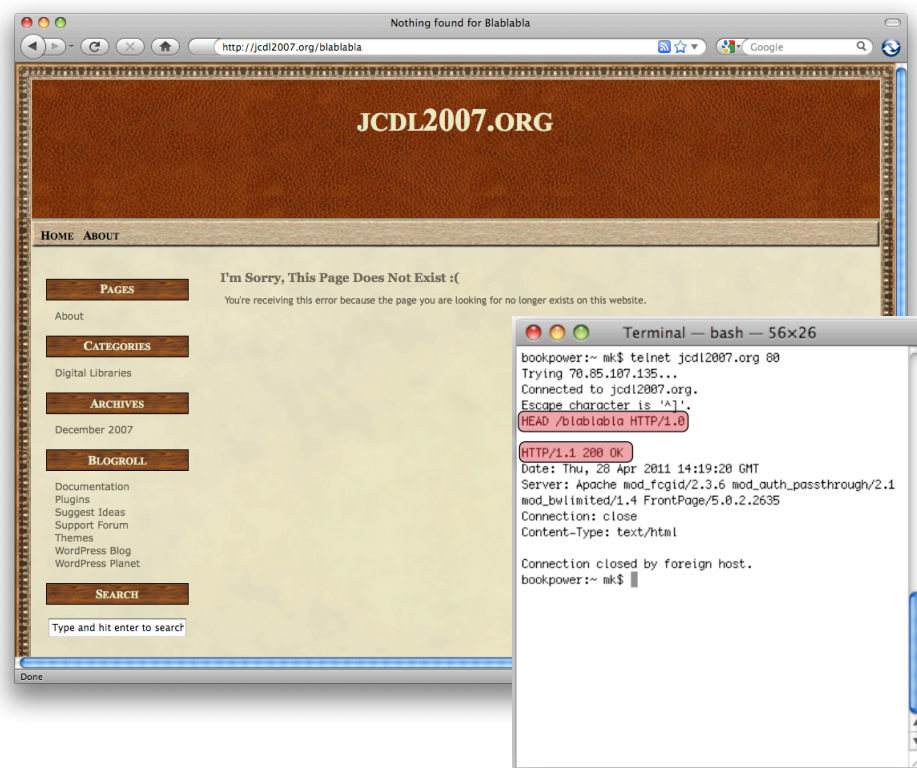 Nothing found for Blablabla
http://jcdl2007.org/blablabla
Google
JCDL2007.ORG
HOME ABOUT
PAGES
About
CATEGORIES
Digital Libraries
ARCHIVES
December 2007
BLOGROLL
Documentation
Plugins
Suggest Ideas
Support Forum
Themes
WordPress Blog
WordPress Planet
SEARCH
Type and hit enter to search
I'm Sorry, This Page Does Not Exist :(
You're receiving this error because the page you are looking for no longer exists on this website.
Done
Terminal — bash — 56×26
bookpower:~ mk$ telnet jcdl2007.org 80
Trying 70.85.107.135...
Connected to jcdl2007.org.
Escape character is '^]'.
HEAD /blablabla HTTP/1.0
HTTP/1.1 200 OK
Date: Thu, 28 Apr 2011 14:19:20 GMT
Server: Apache mod_fcgid/2.3.6 mod_auth_passthrough/2.1
mod_bwlimited/1.4 FrontPage/5.0.2.2635
Connection: close
Content-Type: text/html
Connection closed by foreign host.
bookpower:~ mk$